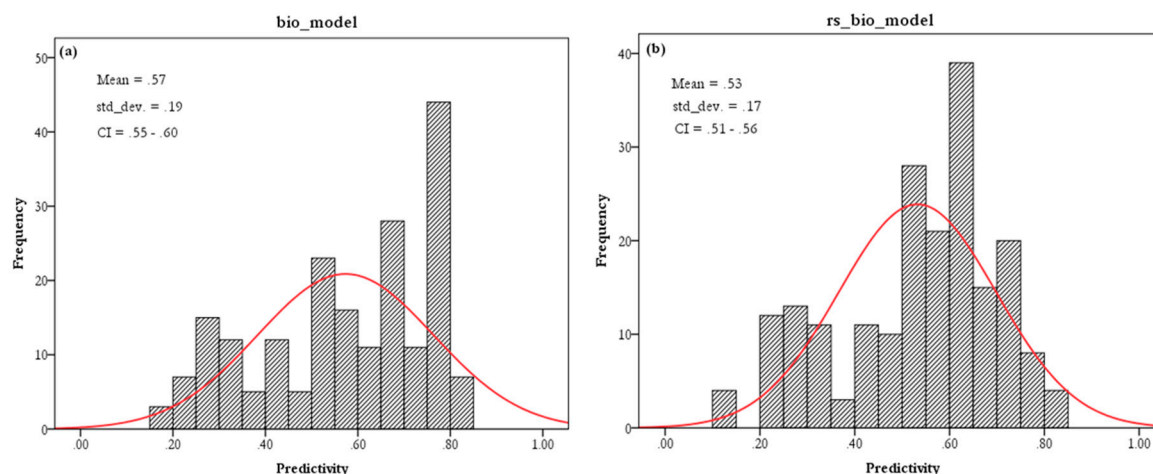 bio_model
(a)
Mean = .57
std_dev. = .19
CI = .55 - .60
50
40
30
20
10
0
Frequency
.00 .20 .40 .60 .80 1.00
Predictivity
rs_bio_model
(b)
Mean = .53
std_dev. = .17
CI = .51 - .56
40
30
20
10
0
Frequency
.00 .20 .40 .60 .80 1.00
Predictivity